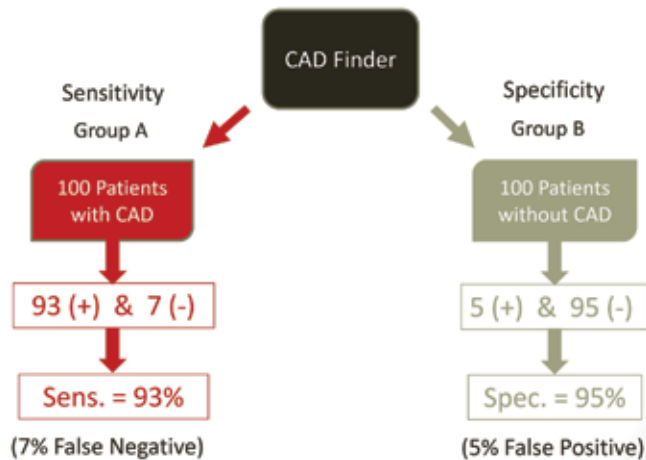 CAD Finder
Sensitivity
Group A
100 Patients
with CAD
93 (+) & 7 (-)
Sens. = 93%
(7% False Negative)
Specificity
Group B
100 Patients
without CAD
5 (+) & 95 (-)
Spec. = 95%
(5% False Positive)